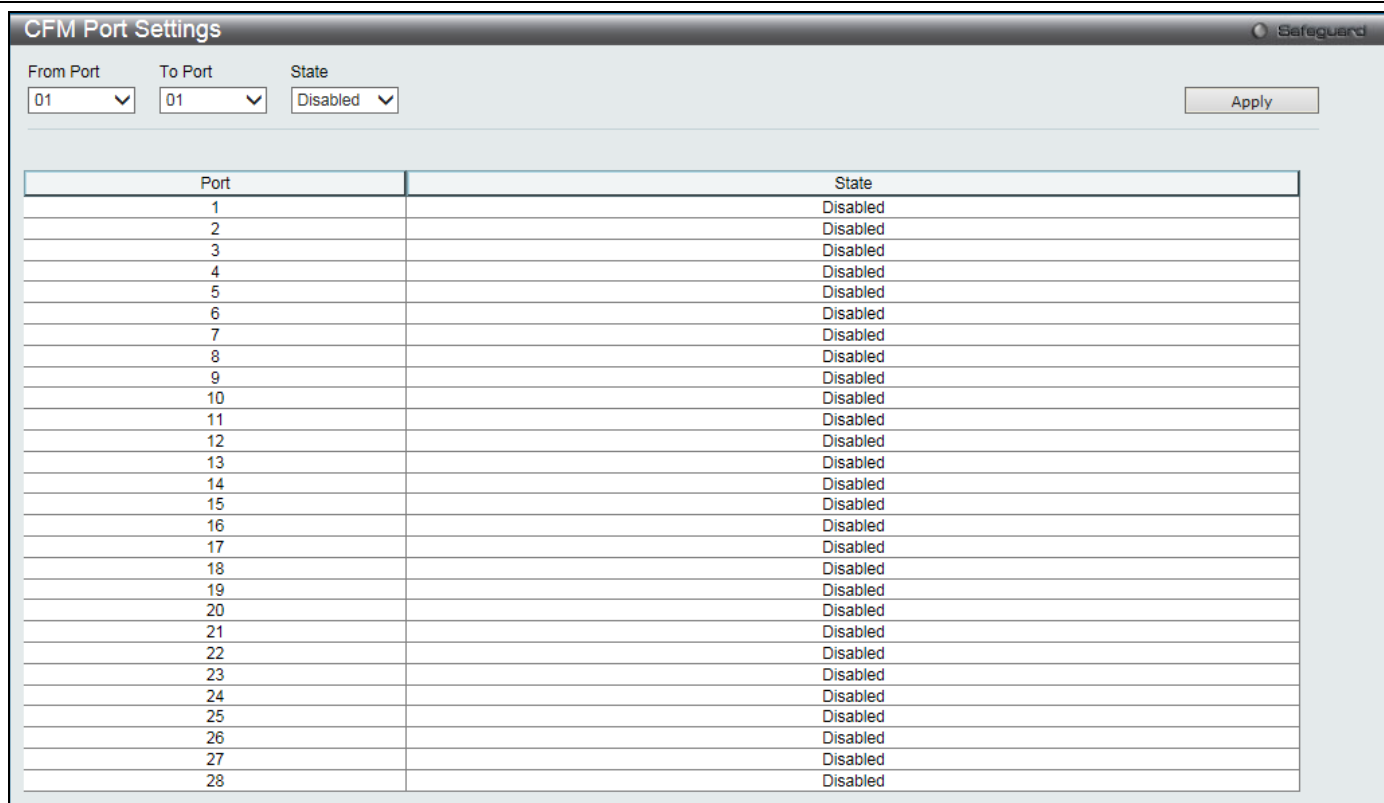 CFM Port Settings
Safeguard
From Port To Port State
01 01 Disabled Apply
Port State
1 Disabled
2 Disabled
3 Disabled
4 Disabled
5 Disabled
6 Disabled
7 Disabled
8 Disabled
9 Disabled
10 Disabled
11 Disabled
12 Disabled
13 Disabled
14 Disabled
15 Disabled
16 Disabled
17 Disabled
18 Disabled
19 Disabled
20 Disabled
21 Disabled
22 Disabled
23 Disabled
24 Disabled
25 Disabled
26 Disabled
27 Disabled
28 Disabled